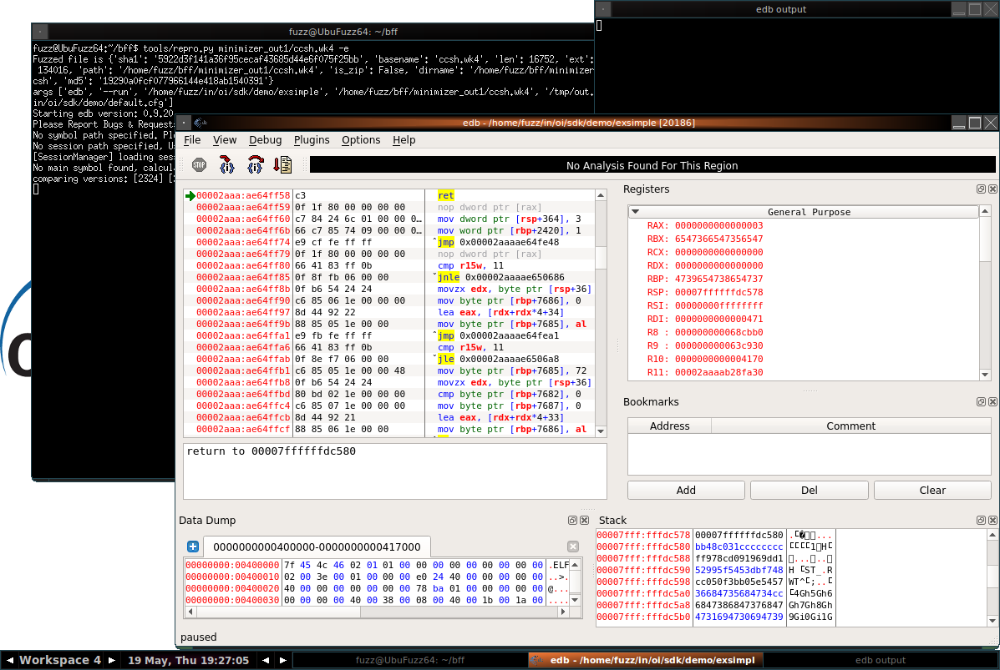 edb output
fuzz@UbuFuzz64: ~/bff
fuzz@UbuFuzz64:~/bff$ tools/repro.py minimizer_out1/ccsh.wk4 -e
Fuzzed file is {'sha1': '5922d3f141a36f95cecaf43685d44e6f075f25bb', 'basename': 'ccsh.wk4', 'len': 16752, 'ext':
134016, 'path': '/home/fuzz/bff/minimizer_out1/ccsh.wk4', 'is_zip': False, 'dirname': '/home/fuzz/bff/minimizer
csh', 'md5': '19290a0fcf077966144e418ab1540391'}
args ['edb', '--run', '/home/fuzz/in/oi/sdk/demo/exsimple', '/home/fuzz/bff/minimizer_out1/ccsh.wk4', '/tmp/out.
in/oi/sdk/demo/default.cfg']
Starting edb version: 0.9.20
Please Report Bugs & Requests
No symbol path specified. Ple
No session path specified, Us
[SessionManager] loading sess
No main symbol found, calcul
comparing versions: [2324] [2
edb - /home/fuzz/in/oi/sdk/demo/exsimple [20186]
File View Debug Plugins Options Help
STOP
No Analysis Found For This Region
00002aaa:ae64ff58 c3 ret
00002aaa:ae64ff59 0f 1f 80 00 00 00 00 nop dword ptr [rax]
00002aaa:ae64ff60 c7 84 24 6c 01 00 00 0… mov dword ptr [rsp+364], 3
00002aaa:ae64ff6b 66 c7 85 74 09 00 00 0… mov word ptr [rbp+2420], 1
00002aaa:ae64ff74 e9 cf fe ff ff jmp 0x00002aaaae64fe48
00002aaa:ae64ff79 0f 1f 80 00 00 00 00 nop dword ptr [rax]
00002aaa:ae64ff80 66 41 83 ff 0b cmp r15w, 11
00002aaa:ae64ff85 0f 8f fb 06 00 00 jnle 0x00002aaaae650686
00002aaa:ae64ff8b 0f b6 54 24 24 movzx edx, byte ptr [rsp+36]
00002aaa:ae64ff90 c6 85 06 1e 00 00 00 mov byte ptr [rbp+7686], 0
00002aaa:ae64ff97 8d 44 92 22 lea eax, [rdx+rdx*4+34]
00002aaa:ae64ff9b 88 85 05 1e 00 00 mov byte ptr [rbp+7685], al
00002aaa:ae64ffa1 e9 fb fe ff ff jmp 0x00002aaaae64fea1
00002aaa:ae64ffa6 66 41 83 ff 0b cmp r15w, 11
00002aaa:ae64ffab 0f 8e f7 06 00 00 jle 0x00002aaaae6506a8
00002aaa:ae64ffb1 c6 85 05 1e 00 00 48 mov byte ptr [rbp+7685], 72
00002aaa:ae64ffb8 0f b6 54 24 24 movzx edx, byte ptr [rsp+36]
00002aaa:ae64ffbd 80 bd 02 1e 00 00 00 cmp byte ptr [rbp+7682], 0
00002aaa:ae64ffc4 c6 85 07 1e 00 00 00 mov byte ptr [rbp+7687], 0
00002aaa:ae64ffcb 8d 44 92 21 lea eax, [rdx+rdx*4+33]
00002aaa:ae64ffcf 88 85 06 1e 00 00 mov byte ptr [rbp+7686], al
return to 00007ffffffdc580
Registers
General Purpose
RAX: 0000000000000003
RBX: 6547366547356547
RCX: 0000000000000000
RDX: 0000000000000000
RBP: 4739654738654737
RSP: 00007ffffffdc578
RSI: 00000000ffffffff
RDI: 0000000000000471
R8 : 000000000068cbb0
R9 : 000000000063c930
R10: 0000000000004170
R11: 00002aaaab28fa30
Bookmarks
Address Comment
Add Del Clear
Data Dump
0000000000400000-0000000000417000
00000000:00400000 7f 45 4c 46 02 01 01 00 00 00 00 00 00 00 00 00 .ELF
00000000:00400010 02 00 3e 00 01 00 00 00 e0 24 40 00 00 00 00 00 ..>.
00000000:00400020 40 00 00 00 00 00 00 00 78 ba 01 00 00 00 00 00 @...
00000000:00400030 00 00 00 00 40 00 38 00 08 00 40 00 1b 00 1a 00 ....
Stack
00007fff:fffdc578 00007ffffffdc580
00007fff:fffdc580 bb48c031cccccccc
00007fff:fffdc588 ff978cd091969dd1
00007fff:fffdc590 52995f5453dbf748
00007fff:fffdc598 cc050f3bb05e5457
00007fff:fffdc5a0 36684735684734cc
00007fff:fffdc5a8 6847386847376847 Gh7Gh8Gh
00007fff:fffdc5b0 4731694730694739 9Gi0Gi1G
paused
Workspace 4 19 May, Thu 19:27:05 fuzz@UbuFuzz64: ~/bff edb - /home/fuzz/in/oi/sdk/demo/exsimpl edb output